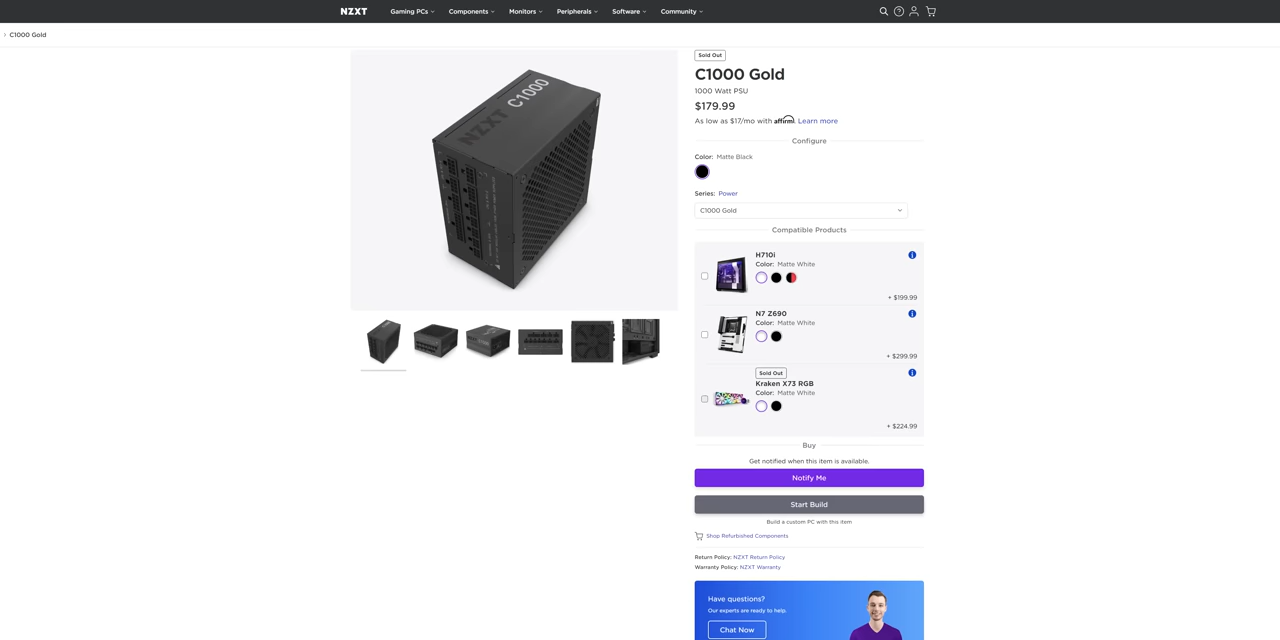 NZXT
Gaming PCs
Components
Monitors
Peripherals
Software
Community
C1000 Gold
NZXT C1000
Sold Out
C1000 Gold
1000 Watt PSU
$179.99
As low as $17/mo with affirm. Learn more
Configure
Color: Matte Black
Series: Power
C1000 Gold
Compatible Products
H710i
Color: Matte White
+ $199.99
N7 Z690
Color: Matte White
+ $299.99
Sold Out
Kraken X73 RGB
Color: Matte White
+ $224.99
Buy
Get notified when this item is available.
Notify Me
Start Build
Build a custom PC with this item
Shop Refurbished Components
Return Policy: NZXT Return Policy
Warranty Policy: NZXT Warranty
Have questions?
Our experts are ready to help.
Chat Now